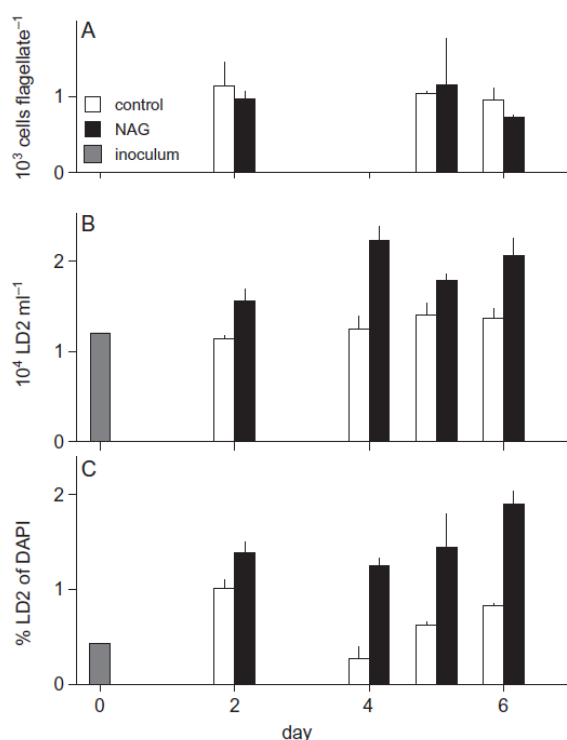 A
10³ cells flagellate⁻¹
1
0
control
NAG
inoculum
B
10⁴ LD2 ml⁻¹
2
1
0
C
% LD2 of DAPI
2
1
0
0 2 4 6
day